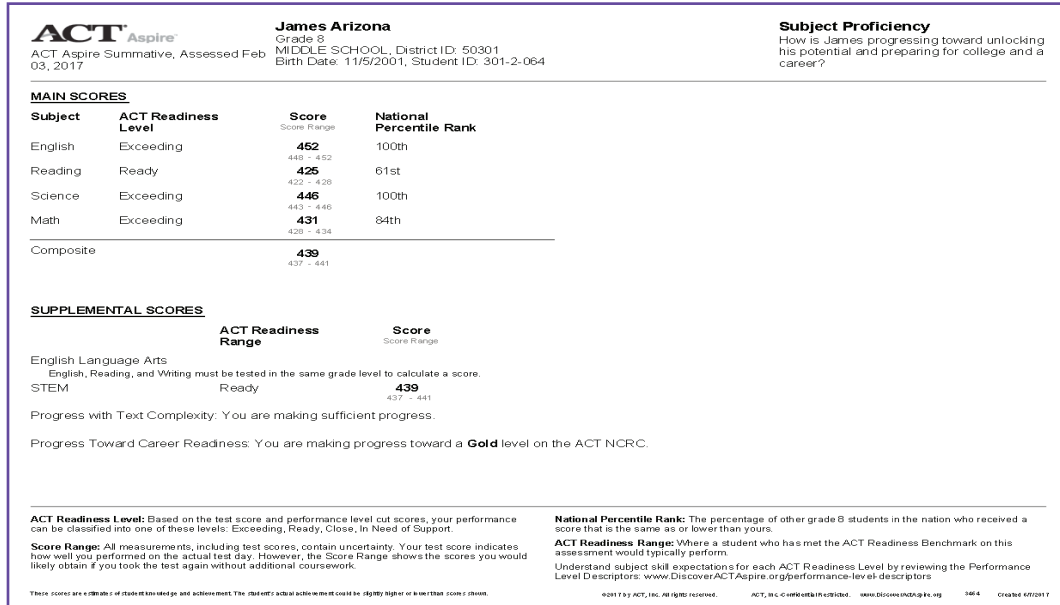 ACT Aspire
ACT Aspire Summative, Assessed Feb
03, 2017
James Arizona
Grade 8
MIDDLE SCHOOL, District ID: 50301
Birth Date: 11/5/2001, Student ID: 301-2-064
Subject Proficiency
How is James progressing toward unlocking
his potential and preparing for college and a
career?
MAIN SCORES
Subject ACT Readiness Level Score Score Range National Percentile Rank
English Exceeding 452 100th
448 - 452
Reading Ready 425 61st
422 - 428
Science Exceeding 446 100th
443 - 446
Math Exceeding 431 84th
428 - 434
Composite 439
437 - 441
SUPPLEMENTAL SCORES
ACT Readiness Range Score Score Range
English Language Arts
English, Reading, and Writing must be tested in the same grade level to calculate a score.
STEM Ready 439
437 - 441
Progress with Text Complexity: You are making sufficient progress.
Progress Toward Career Readiness: You are making progress toward a Gold level on the ACT NCRC.
ACT Readiness Level: Based on the test score and performance level cut scores, your performance
can be classified into one of these levels: Exceeding, Ready, Close, In Need of Support.
Score Range: All measurements, including test scores, contain uncertainty. Your test score indicates
how well you performed on the actual test day. However, the Score Range shows the scores you would
likely obtain if you took the test again without additional coursework.
National Percentile Rank: The percentage of other grade 8 students in the nation who received a
score that is the same as or lower than yours.
ACT Readiness Range: Where a student who has met the ACT Readiness Benchmark on this
assessment would typically perform.
Understand subject skill expectations for each ACT Readiness Level by reviewing the Performance
Level Descriptors: www.DiscoverACTAspire.org/performance-level-descriptors
These scores are estimates of student knowledge and achievement. The student's actual achievement could be slightly higher or lower than scores shown.
©2017 by ACT, Inc. All rights reserved. ACT, Inc.-Confidential Restricted. www.DiscoverActAspire.org 3464 Created 6/7/2017